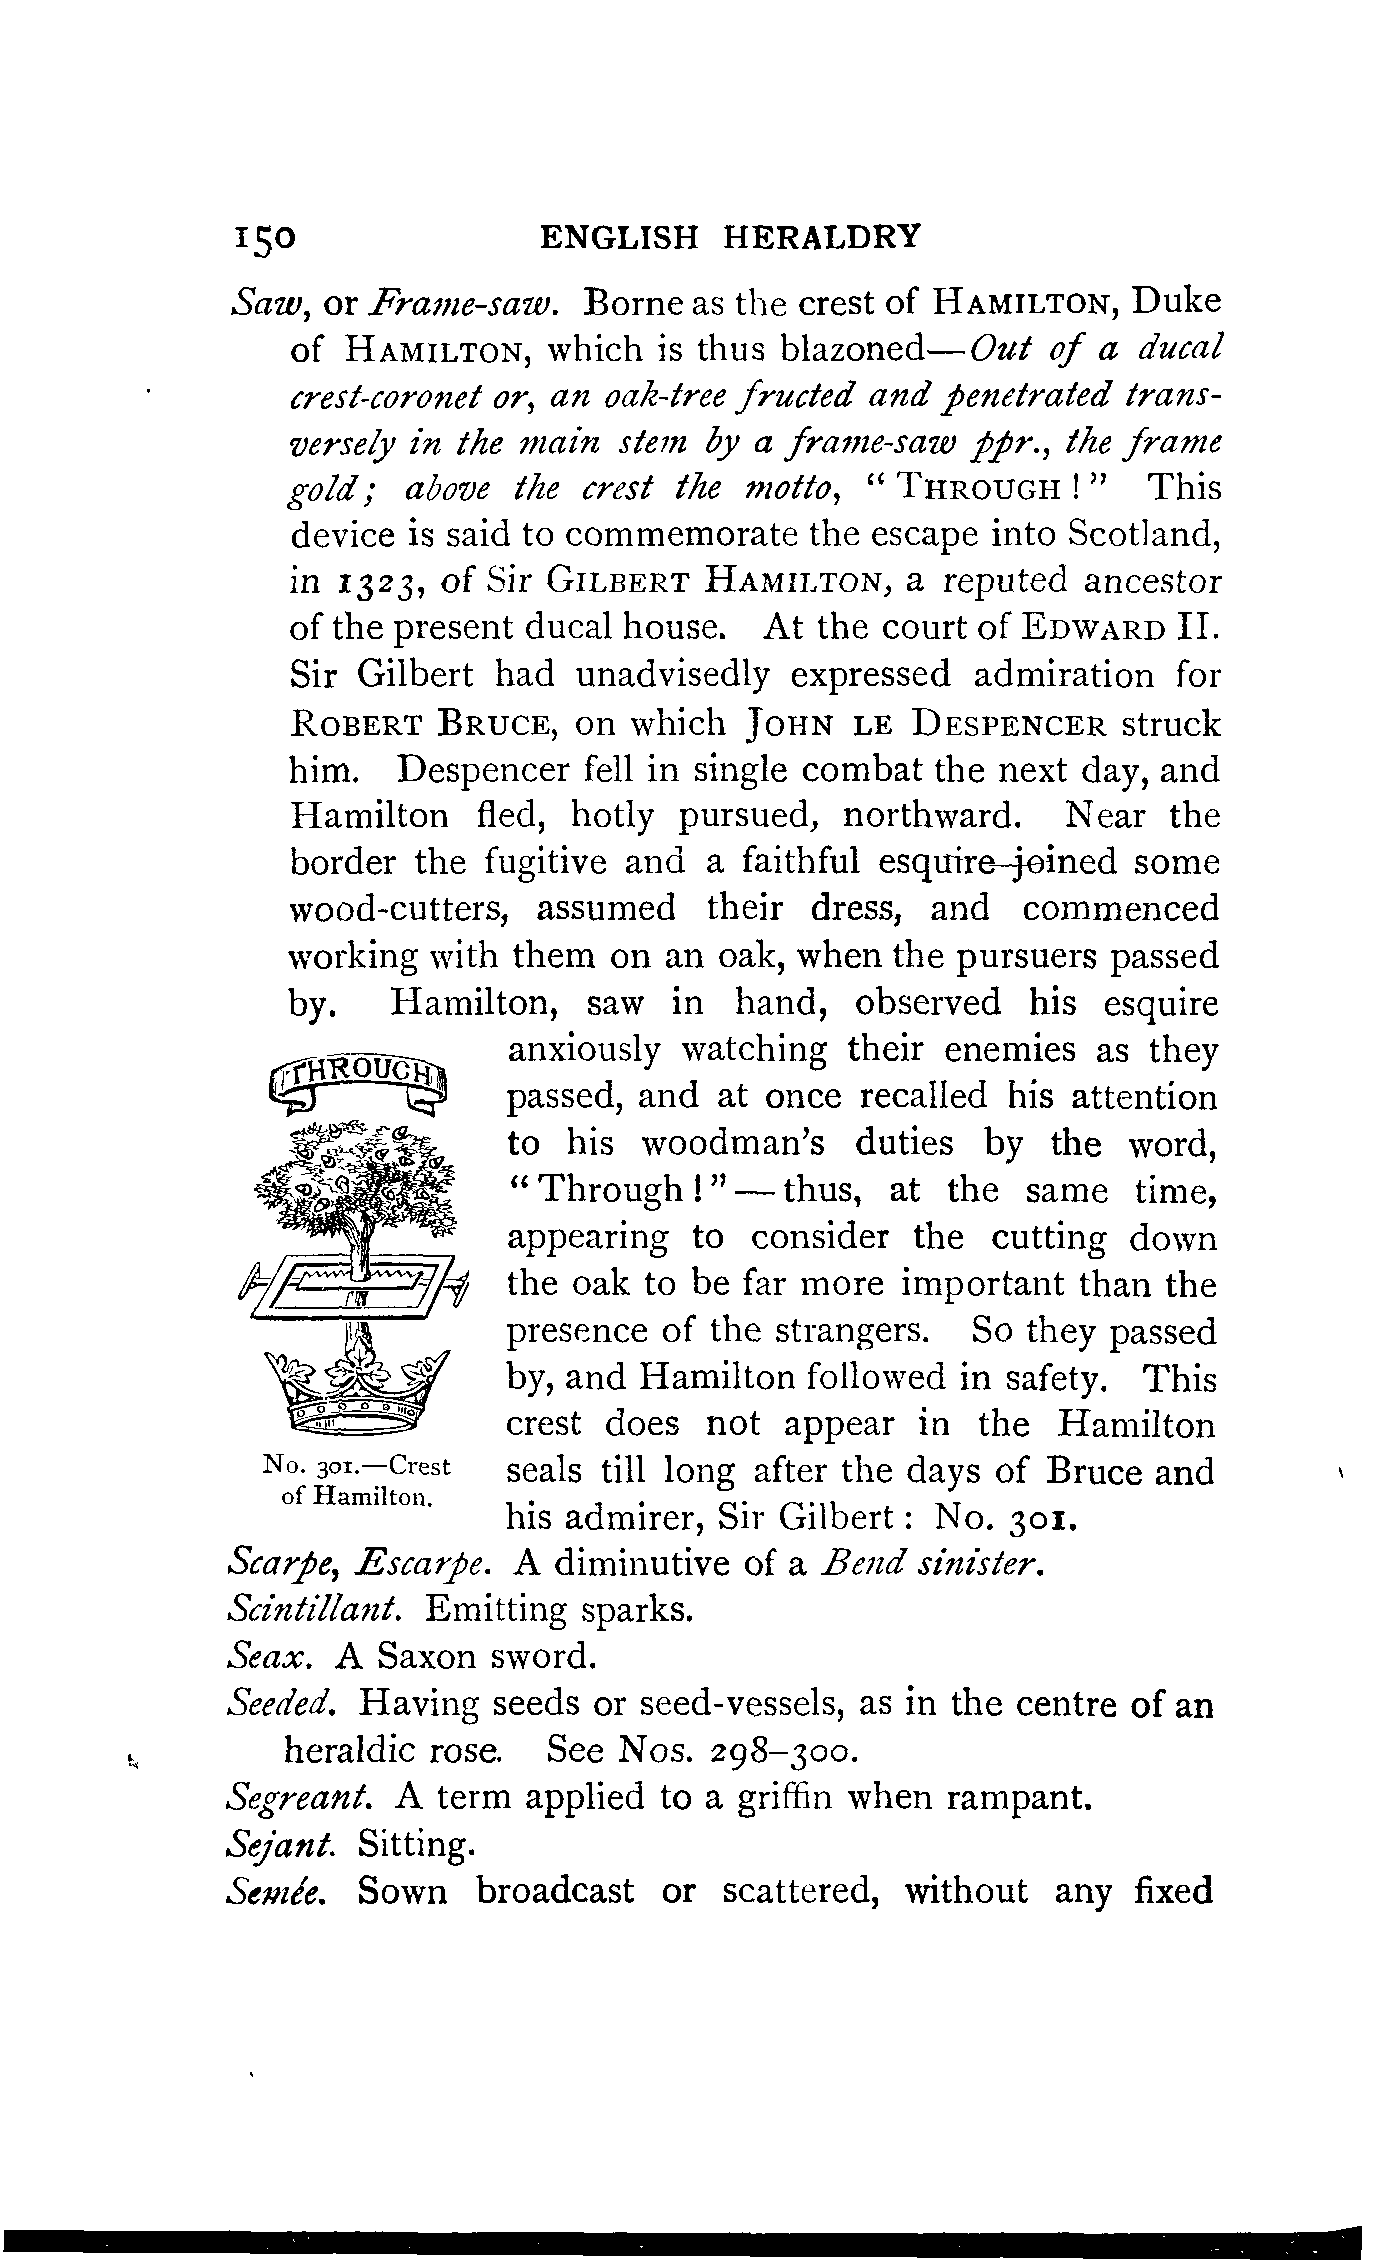 150 ENGLISH HERALDRY
Saw, or Frame-saw. Borne as the crest of HAMILTON, Duke
of HAMILTON, which is thus blazoned—Out of a ducal
crest-coronet or, an oak-tree fructed and penetrated trans-
versely in the main stem by a frame-saw ppr., the frame
gold; above the crest the motto, “THROUGH!” This
device is said to commemorate the escape into Scotland,
in 1323, of Sir GILBERT HAMILTON, a reputed ancestor
of the present ducal house. At the court of EDWARD II.
Sir Gilbert had unadvisedly expressed admiration for
ROBERT BRUCE, on which JOHN LE DESPENCER struck
him. Despencer fell in single combat the next day, and
Hamilton fled, hotly pursued, northward. Near the
border the fugitive and a faithful esquire joined some
wood-cutters, assumed their dress, and commenced
working with them on an oak, when the pursuers passed
by. Hamilton, saw in hand, observed his esquire
anxiously watching their enemies as they
passed, and at once recalled his attention
to his woodman's duties by the word,
“Through!”—thus, at the same time,
appearing to consider the cutting down
the oak to be far more important than the
presence of the strangers. So they passed
by, and Hamilton followed in safety. This
crest does not appear in the Hamilton
seals till long after the days of Bruce and
his admirer, Sir Gilbert: No. 301.
THROUGH
No. 301.—Crest
of Hamilton.
Scarpe, Escarpe. A diminutive of a Bend sinister.
Scintillant. Emitting sparks.
Seax. A Saxon sword.
Seeded. Having seeds or seed-vessels, as in the centre of an
heraldic rose. See Nos. 298–300.
Segreant. A term applied to a griffin when rampant.
Sejant. Sitting.
Semée. Sown broadcast or scattered, without any fixed